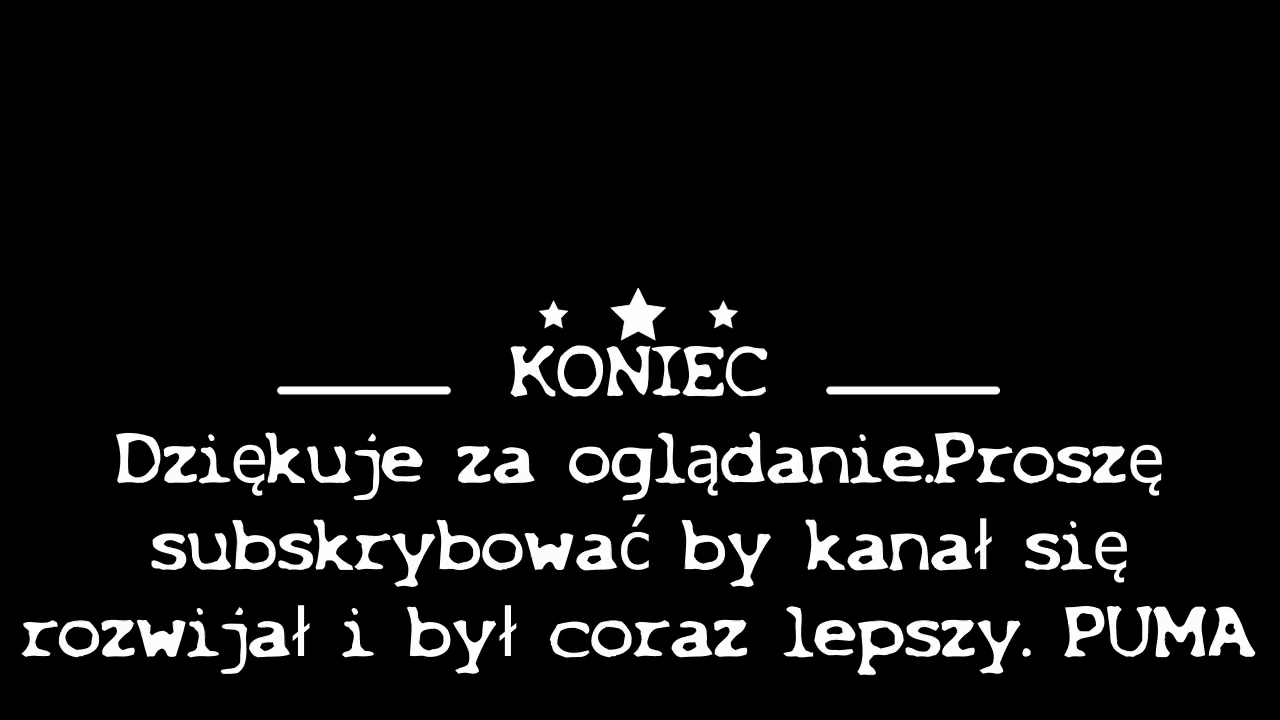 KONIEC
Dziękuje za oglądanie.Proszę
subskrybować by kanał się
rozwijał i był coraz lepszy. PUMA